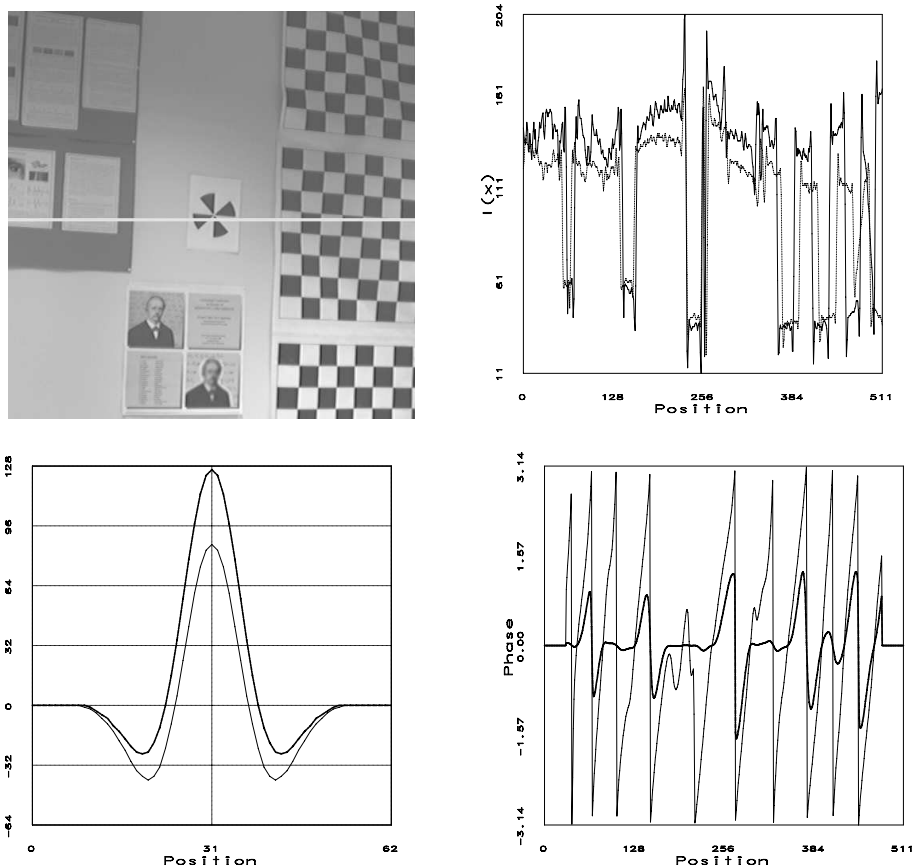 204
161
111
61
11
I(x)
0 128 256 384 511
Position
128
96
64
32
0
-32
-64
0 31 62
Position
3.14
1.57
0.00
-1.57
-3.14
Phase
0 128 256 384 511
Position